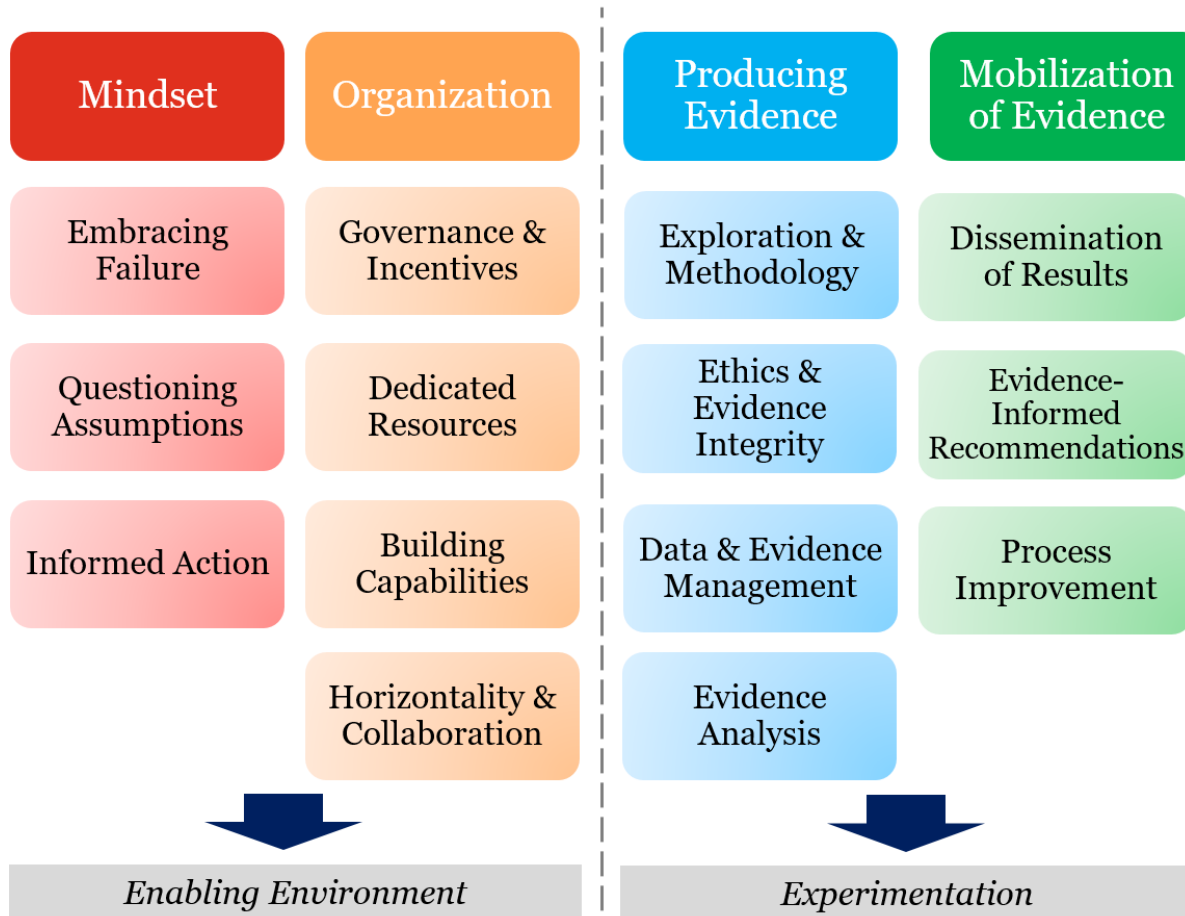 Mindset
Embracing
Failure
Questioning
Assumptions
Informed Action
Organization
Governance &
Incentives
Dedicated
Resources
Building
Capabilities
Horizontality &
Collaboration
Enabling Environment
Producing
Evidence
Exploration &
Methodology
Ethics &
Evidence
Integrity
Data & Evidence
Management
Evidence
Analysis
Mobilization
of Evidence
Dissemination
of Results
Evidence-
Informed
Recommendations
Process
Improvement
Experimentation